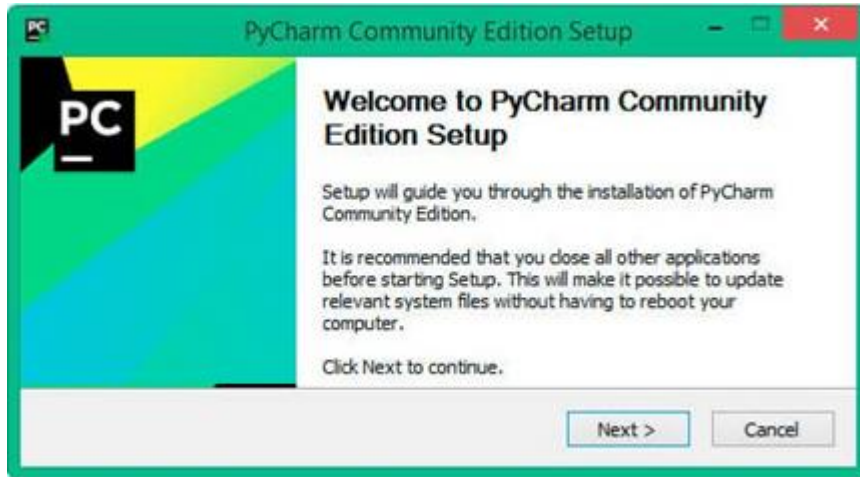 PyCharm Community Edition Setup
PC
Welcome to PyCharm Community
Edition Setup
Setup will guide you through the installation of PyCharm
Community Edition.
It is recommended that you close all other applications
before starting Setup. This will make it possible to update
relevant system files without having to reboot your
computer.
Click Next to continue.
Next >
Cancel